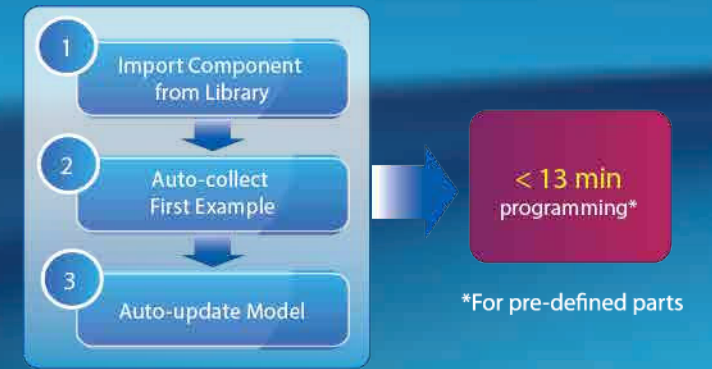 1
Import Component
from Library
2
Auto-collect
First Example
3
Auto-update Model
< 13 min
programming*
*For pre-defined parts